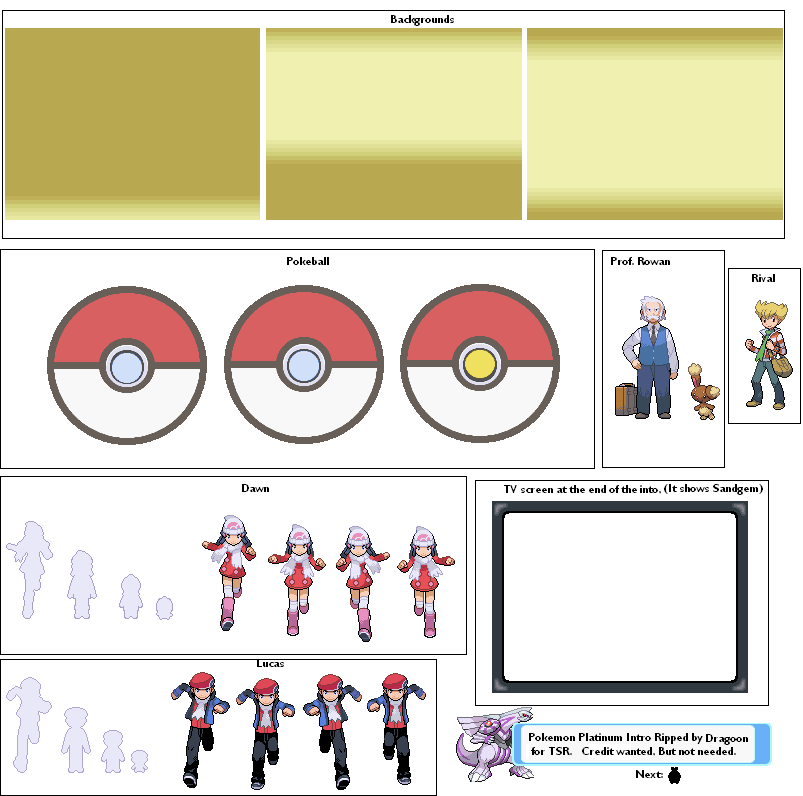 Backgrounds
Pokeball
Prof. Rowan
Rival
Dawn
TV screen at the end of the into. (It shows Sandgem)
Lucas
Pokemon Platinum Intro Ripped by Dragoon
for TSR. Credit wanted. But not needed.
Next: